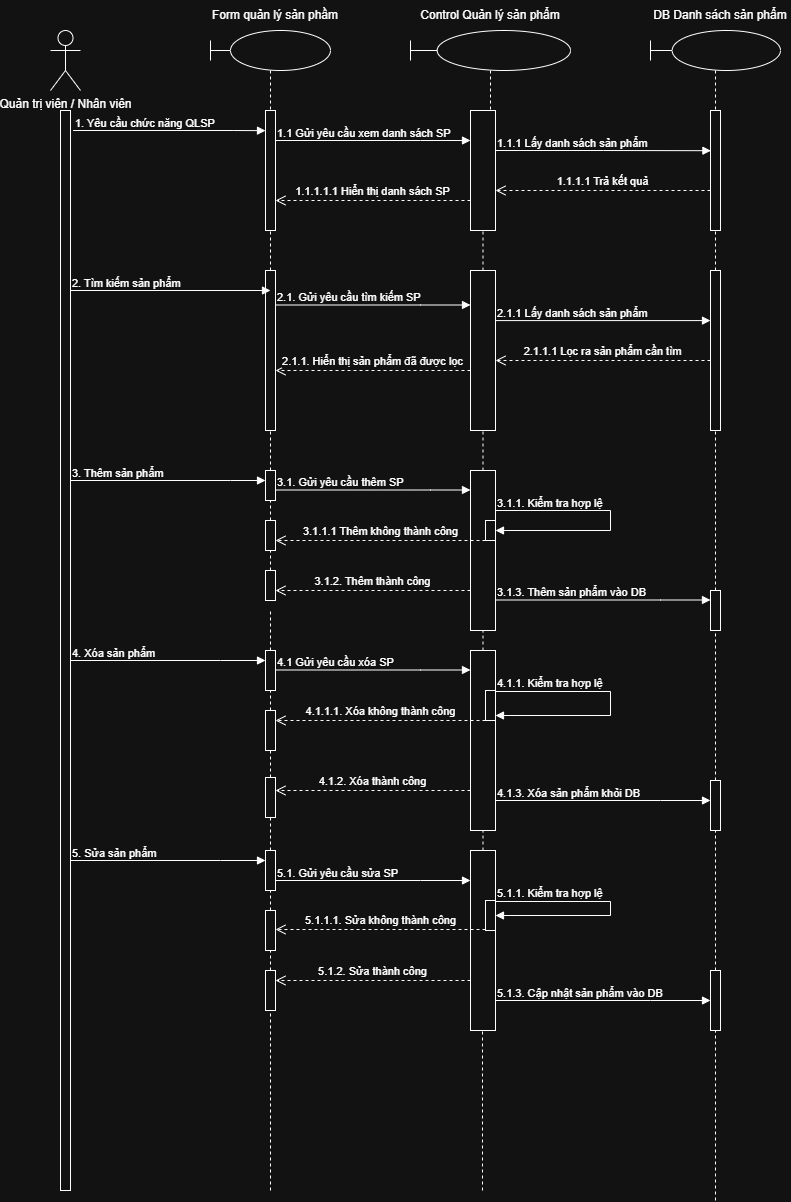 Form quản lý sản phầm
Control Quản lý sản phẩm
DB Danh sách sản phẩm
Quản trị viên / Nhân viên
1. Yêu cầu chức năng QLSP
1.1 Gửi yêu cầu xem danh sách SP
1.1.1 Lấy danh sách sản phẩm
1.1.1.1 Trả kết quả
1.1.1.1.1 Hiển thị danh sách SP
2. Tìm kiếm sản phẩm
2.1. Gửi yêu cầu tìm kiếm SP
2.1.1 Lấy danh sách sản phẩm
2.1.1.1 Lọc ra sản phẩm cần tìm
2.1.1. Hiển thị sản phẩm đã được lọc
3. Thêm sản phẩm
3.1. Gửi yêu cầu thêm SP
3.1.1. Kiểm tra hợp lệ
3.1.1.1 Thêm không thành công
3.1.2. Thêm thành công
3.1.3. Thêm sản phẩm vào DB
4. Xóa sản phẩm
4.1 Gửi yêu cầu xóa SP
4.1.1. Kiểm tra hợp lệ
4.1.1.1. Xóa không thành công
4.1.2. Xóa thành công
4.1.3. Xóa sản phẩm khỏi DB
5. Sửa sản phẩm
5.1. Gửi yêu cầu sửa SP
5.1.1. Kiểm tra hợp lệ
5.1.1.1. Sửa không thành công
5.1.2. Sửa thành công
5.1.3. Cập nhật sản phẩm vào DB